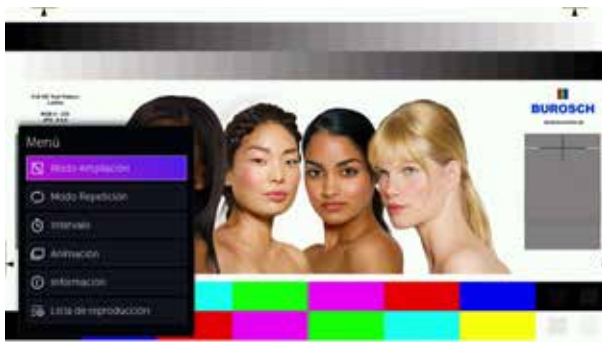 BUROSCH
Menú
Modo Ampliación
Modo Repetición
Intervalo
Animación
Información
Lista de reproducción